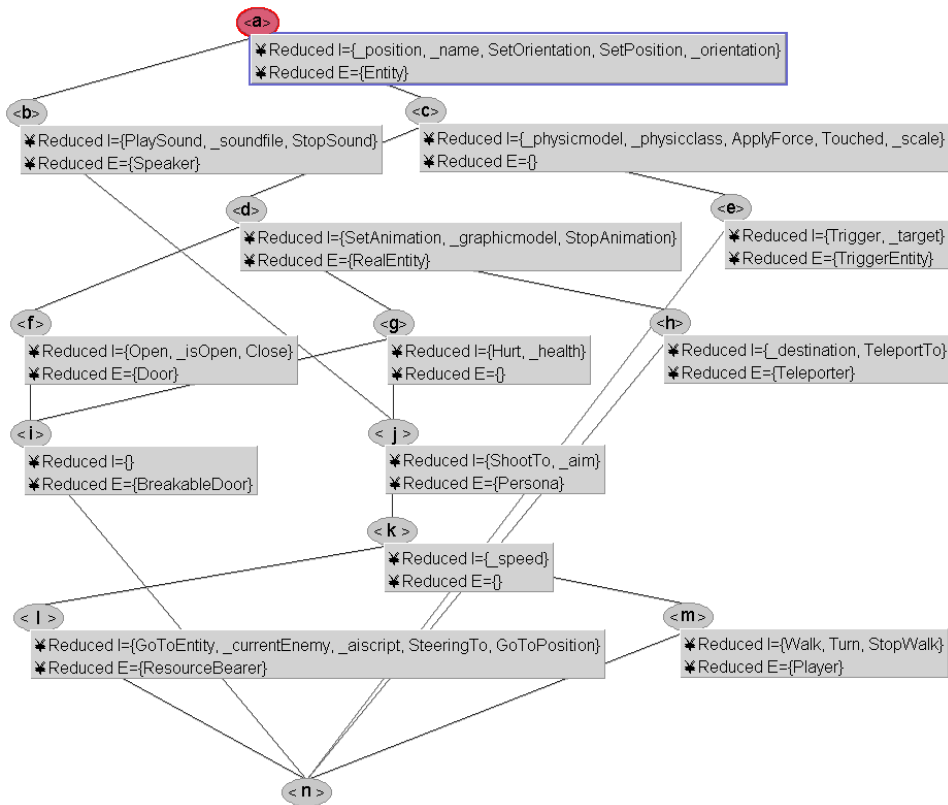 <a>
¥ Reduced I={_position, _name, SetOrientation, SetPosition, _orientation}
¥ Reduced E={Entity}
<b>
¥ Reduced I={PlaySound, _soundfile, StopSound}
¥ Reduced E={Speaker}
<c>
¥ Reduced I={_physicmodel, _physicclass, ApplyForce, Touched, _scale}
¥ Reduced E={}
<d>
¥ Reduced I={SetAnimation, _graphicmodel, StopAnimation}
¥ Reduced E={RealEntity}
<e>
¥ Reduced I={Trigger, _target}
¥ Reduced E={TriggerEntity}
<f>
¥ Reduced I={Open, _isOpen, Close}
¥ Reduced E={Door}
<g>
¥ Reduced I={Hurt, _health}
¥ Reduced E={}
<h>
¥ Reduced I={_destination, TeleportTo}
¥ Reduced E={Teleporter}
<i>
¥ Reduced I={}
¥ Reduced E={BreakableDoor}
< j >
¥ Reduced I={ShootTo, _aim}
¥ Reduced E={Persona}
< k >
¥ Reduced I={_speed}
¥ Reduced E={}
< l >
¥ Reduced I={GoToEntity, _currentEnemy, _aiscript, SteeringTo, GoToPosition}
¥ Reduced E={ResourceBearer}
<m>
¥ Reduced I={Walk, Turn, StopWalk}
¥ Reduced E={Player}
< n >